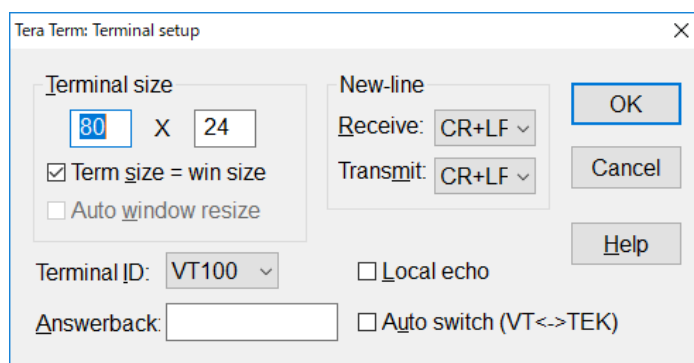 Tera Term: Terminal setup
Terminal size
80 X 24
Term size = win size
Auto window resize
New-line
Receive: CR+LF
Transmit: CR+LF
OK
Cancel
Help
Terminal ID: VT100
Local echo
Answerback:
Auto switch (VT<->TEK)